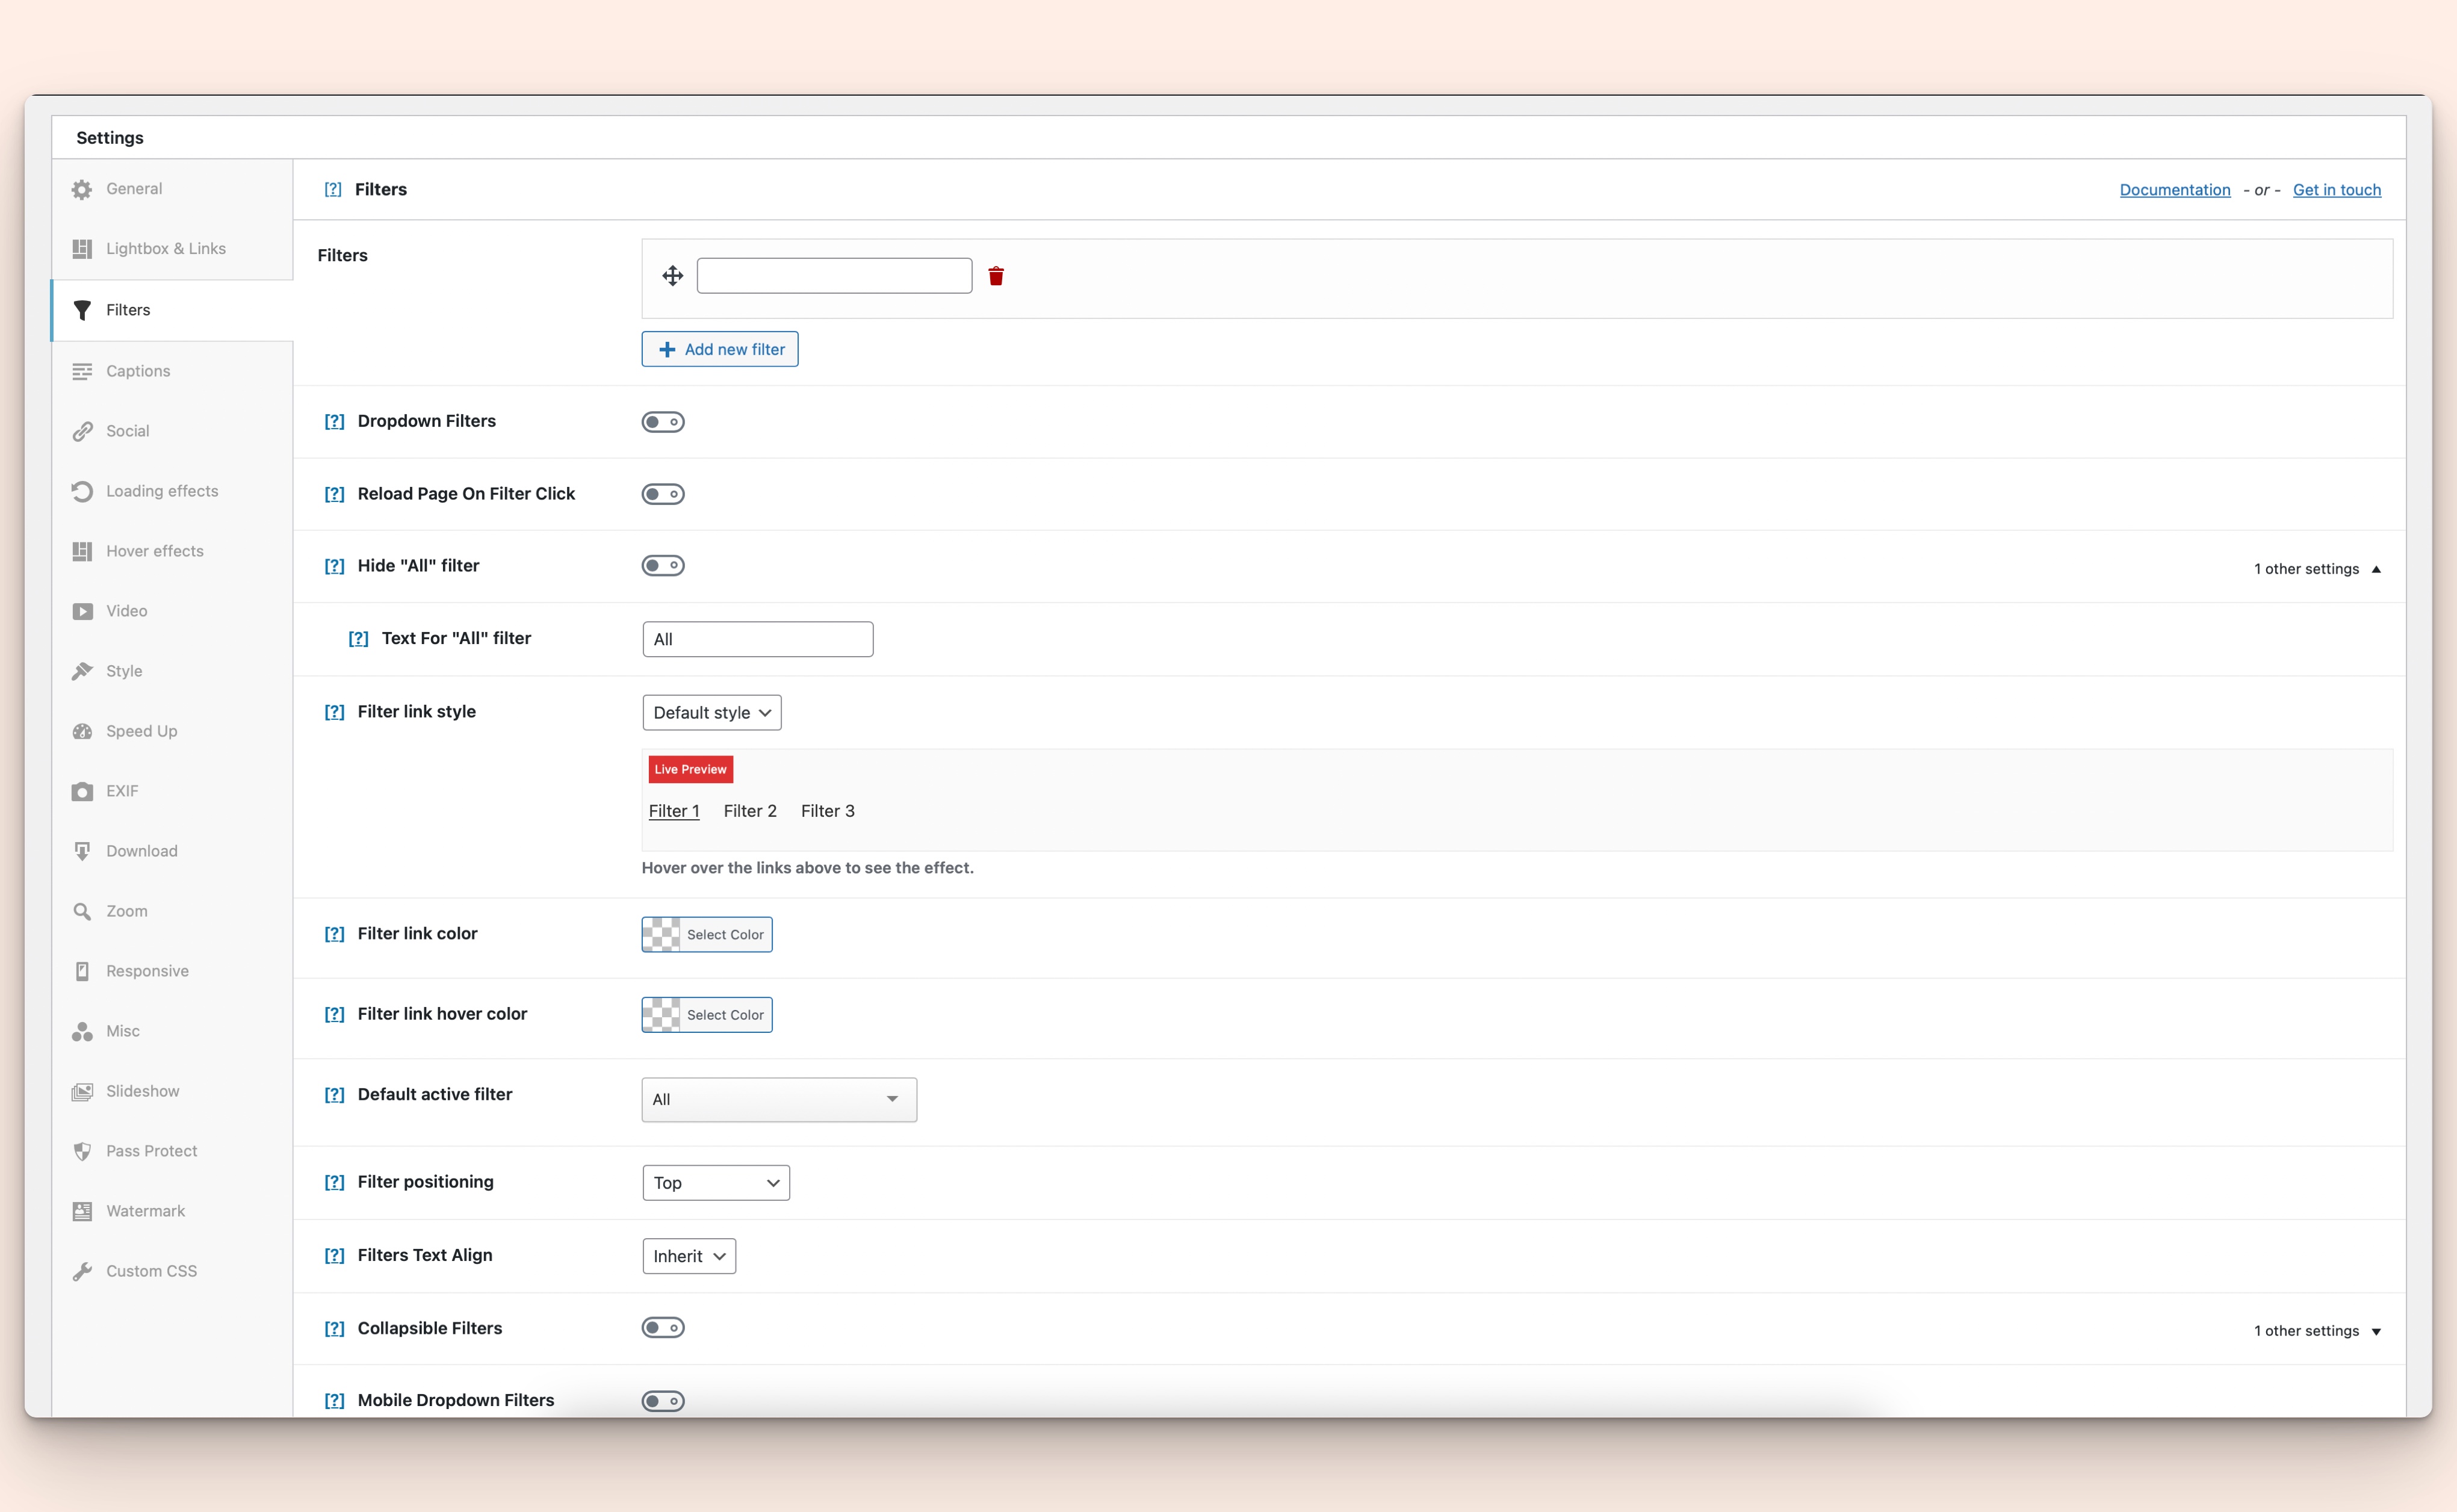 Settings
General
Lightbox & Links
Filters
Captions
Social
Loading effects
Hover effects
Video
Style
Speed Up
EXIF
Download
Zoom
Responsive
Misc
Slideshow
Pass Protect
Watermark
Custom CSS
[?] Filters
Documentation - or - Get in touch
Filters
Add new filter
[?] Dropdown Filters
[?] Reload Page On Filter Click
[?] Hide "All" filter
1 other settings ▲
[?] Text For "All" filter
All
[?] Filter link style
Default style
Live Preview
Filter 1 Filter 2 Filter 3
Hover over the links above to see the effect.
[?] Filter link color
Select Color
[?] Filter link hover color
Select Color
[?] Default active filter
All
[?] Filter positioning
Top
[?] Filters Text Align
Inherit
[?] Collapsible Filters
1 other settings ▼
[?] Mobile Dropdown Filters